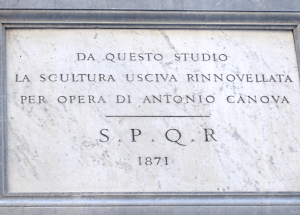 DA QUESTO STUDIO
LA SCULTURA USCIVA RINNOVELLATA
PER OPERA DI ANTONIO CANOVA
S. P. Q. R
1871